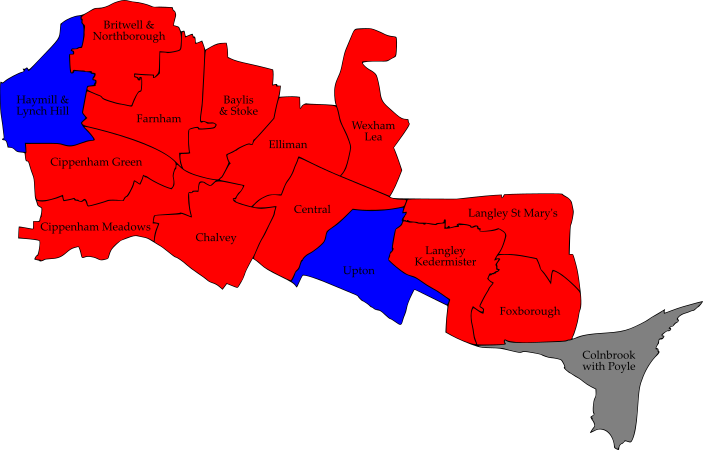 Britwell &
Northborough
Haymill &
Lynch Hill
Baylis
& Stoke
Farnham
Wexham
Lea
Elliman
Cippenham Green
Central
Langley St Mary's
Cippenham Meadows
Chalvey
Langley
Kedermister
Upton
Foxborough
Colnbrook
with Poyle